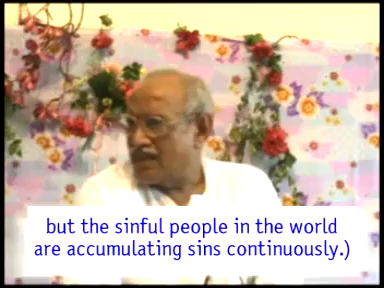 but the sinful people in the world
are accumulating sins continuously.)